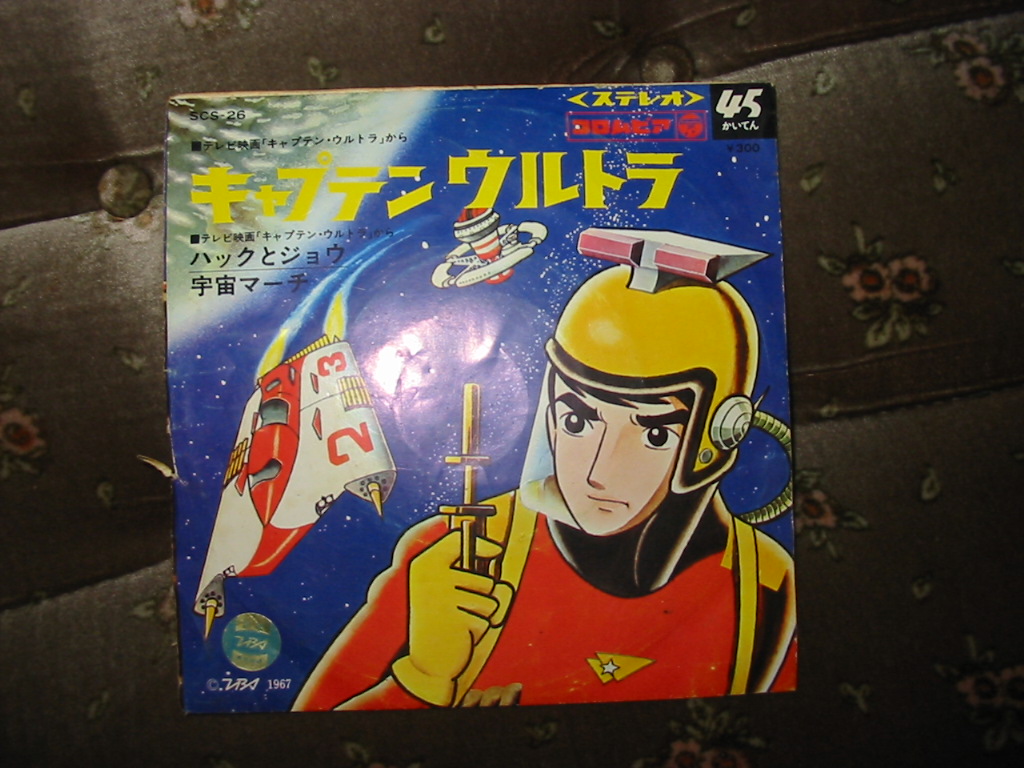 SCS-26
<ステレオ>
45
かいてん
コロムビア
¥300
■テレビ映画「キャプテン・ウルトラ」から
キャプテンウルトラ
■テレビ映画「キャプテン・ウルトラ」から
ハックとジョウ
宇宙マーチ
3
2
TBS
©TBS 1967